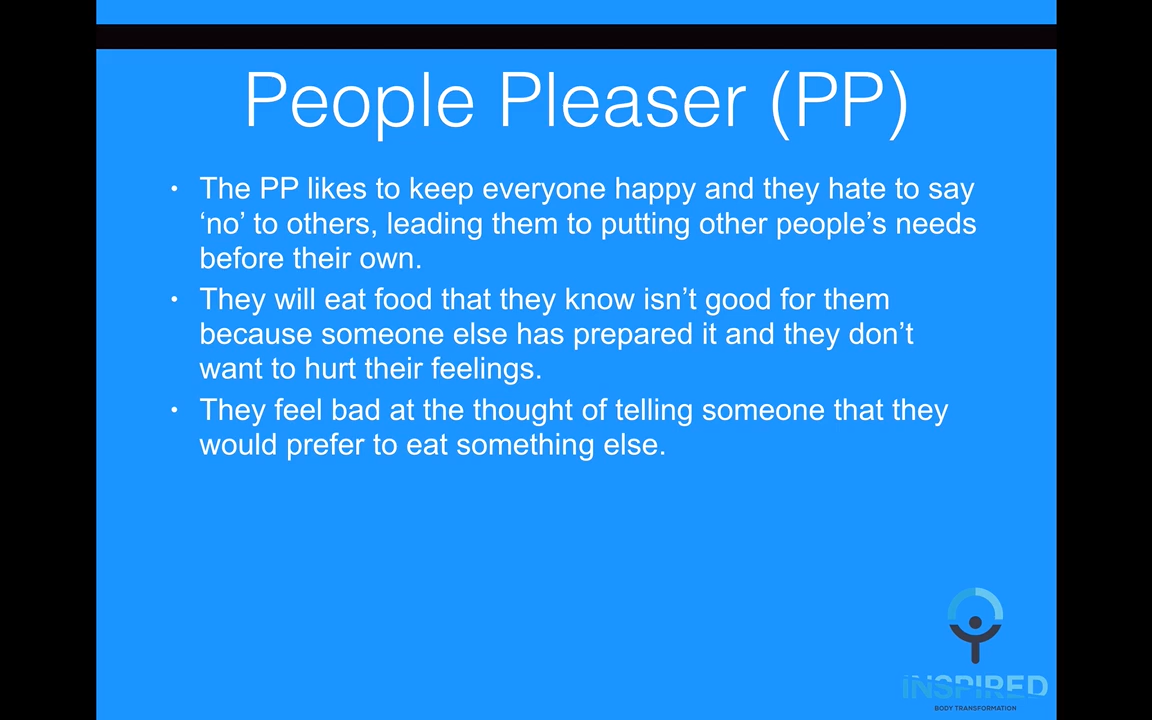 People Pleaser (PP)
• The PP likes to keep everyone happy and they hate to say
‘no’ to others, leading them to putting other people’s needs
before their own.
• They will eat food that they know isn’t good for them
because someone else has prepared it and they don’t
want to hurt their feelings.
• They feel bad at the thought of telling someone that they
would prefer to eat something else.
INSPIRED
BODY TRANSFORMATION